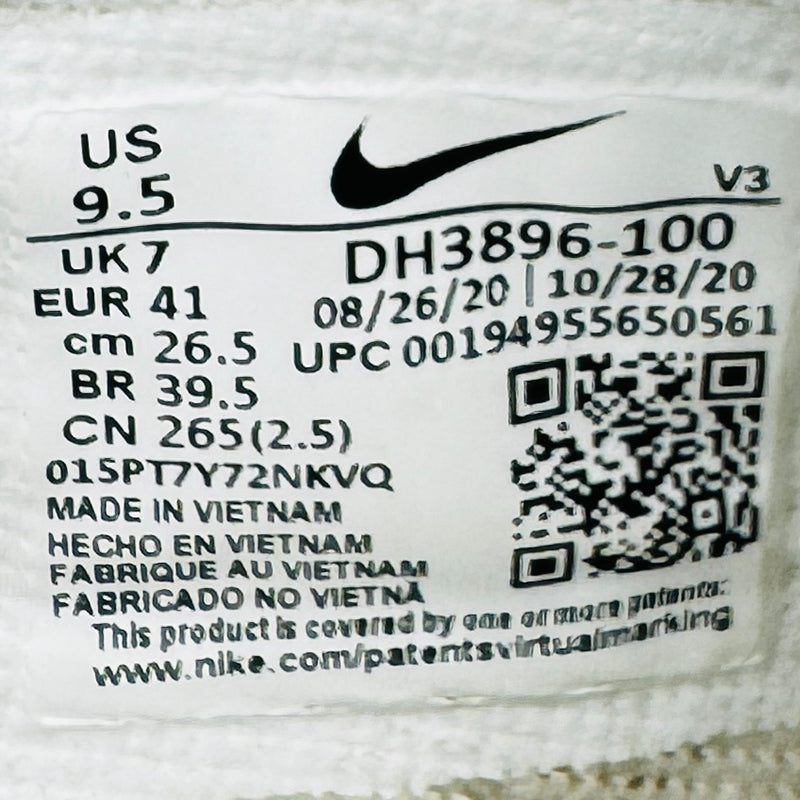 US
9.5
V3
UK 7
DH3896-100
EUR 41
08/26/20 | 10/28/20
cm 26.5
UPC 00194955650561
BR 39.5
CN 265(2.5)
015PT7Y72NKVQ
MADE IN VIETNAM
HECHO EN VIETNAM
FABRIQUE AU VIETNAM
FABRICADO NO VIETNÃ
This product is covered by one or more patents:
www.nike.com/patentsvirtualmarking